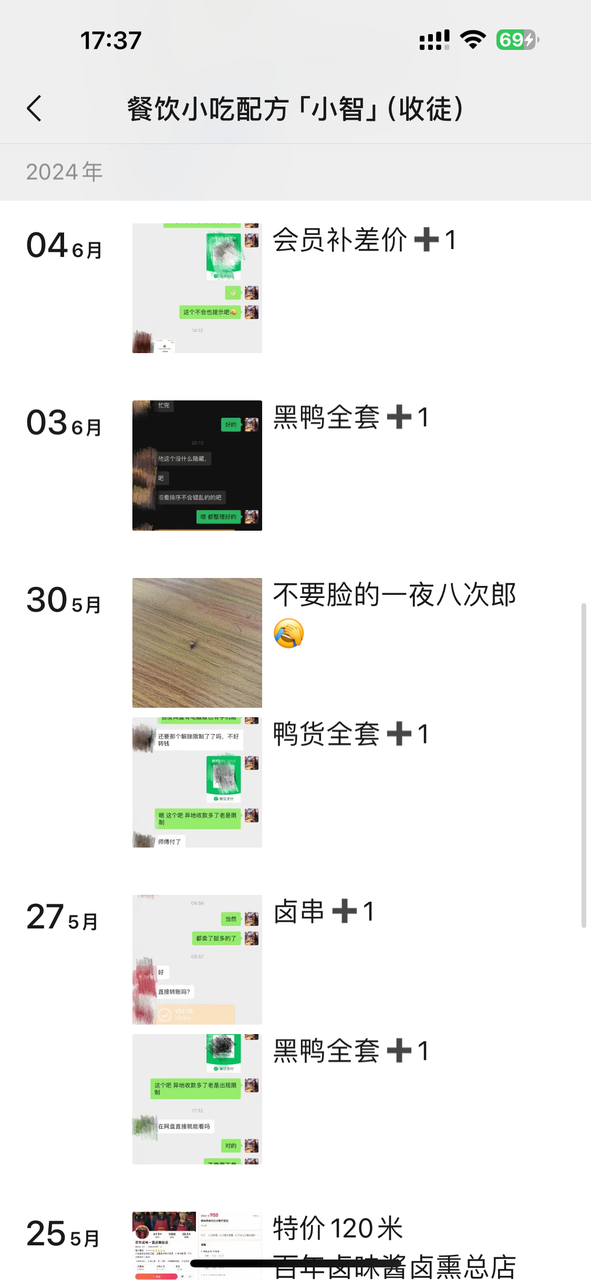 17:37
69
餐饮小吃配方「小智」(收徒)
2024年
04 6月
会员补差价➕1
这个不会也提示吧
03 6月
黑鸭全套➕1
忙完
好的
他这个没什么隐藏,
吧
观看排序不会错乱的的吧
嗯 都整理好的
30 5月
不要脸的一夜八次郎
🤣
鸭货全套➕1
还要那个解除限制了了吗,不好
转钱
嗯 这个吧 异地收款多了老是限
制
师傅付了
27 5月
卤串➕1
当然
都卖了挺多的了
好
直接转账吗?
黑鸭全套➕1
这个吧 异地收款多了老是出现限
制
17:33
在网盘直接就能看吗
对的
25 5月
特价120米
百年卤味酱卤熏总店